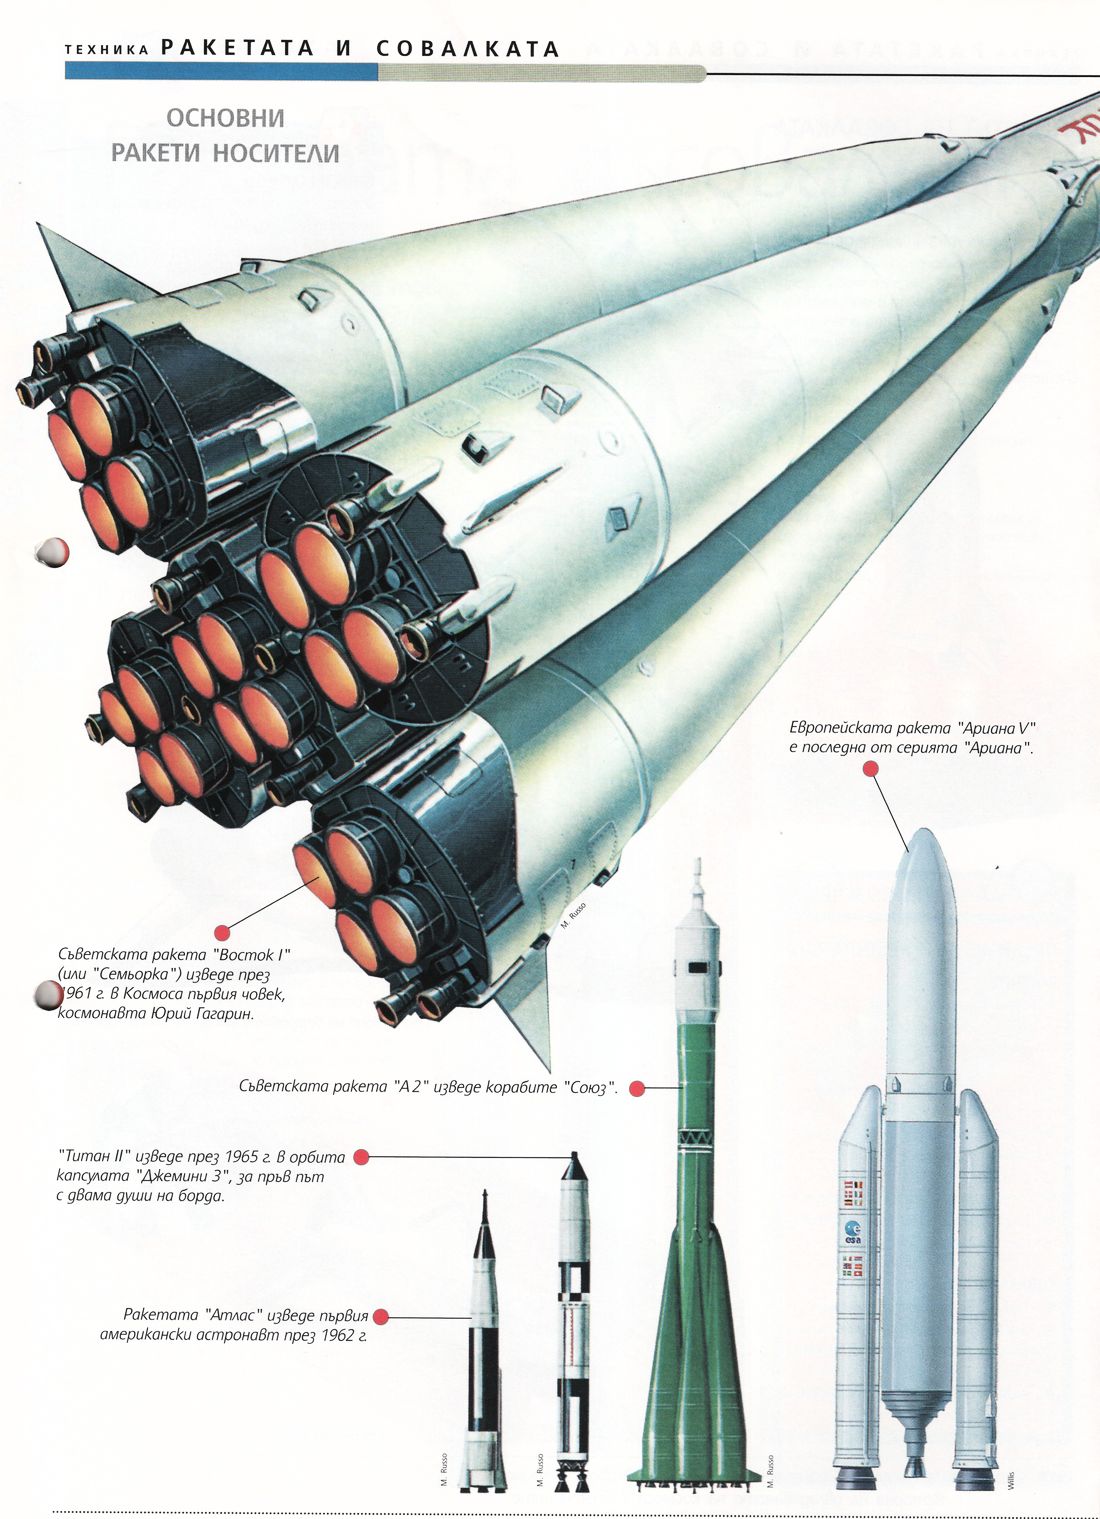 ТЕХНИКА РАКЕТАТА И СОВАЛКАТА
ОСНОВНИ
РАКЕТИ НОСИТЕЛИ
Европейската ракета "Ариана V"
е последна от серията "Ариана".
M. Russo
Съветската ракета "Восток I"
(или "Семьорка") изведе през
1961 г. в Космоса първия човек,
космонавта Юрий Гагарин.
Съветската ракета "А2" изведе корабите "Союз".
"Титан II" изведе през 1965 г. в орбита
капсулата "Джемини 3", за пръв път
с двама души на борда.
esa
Ракетата "Атлас" изведе първия
американски астронавт през 1962 г.
M. Russo
M. Russo
M. Russo
Willis